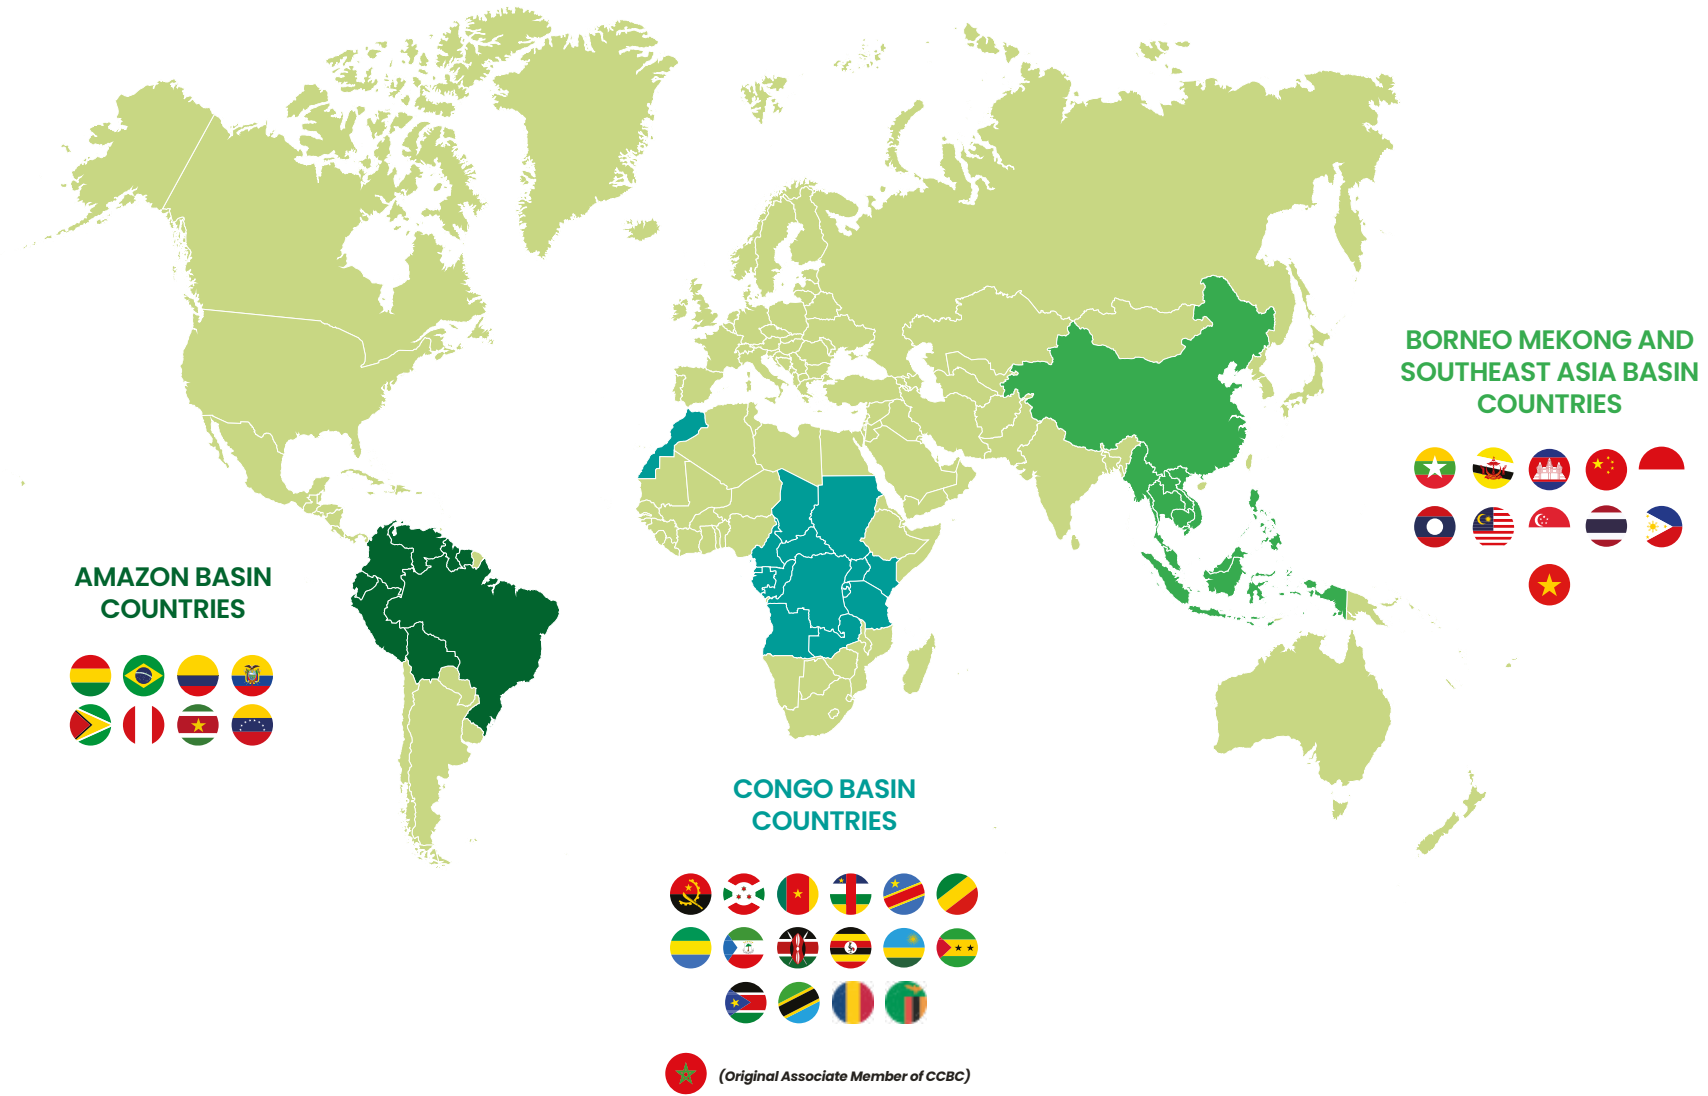 BORNEO MEKONG AND
SOUTHEAST ASIA BASIN
COUNTRIES
AMAZON BASIN
COUNTRIES
CONGO BASIN
COUNTRIES
(Original Associate Member of CCBC)